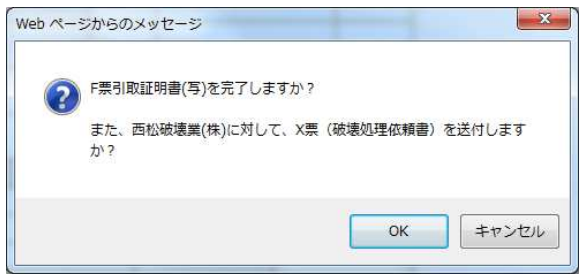 Web ページからのメッセージ
F票引取証明書(写)を完了しますか？
また、西松破壊業(株)に対して、X票（破壊処理依頼書）を送付します
か？
OK
キャンセル